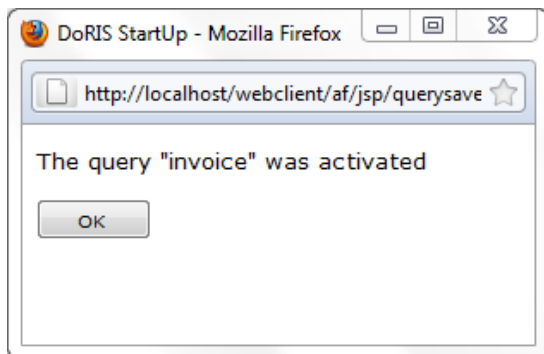 DoRIS StartUp - Mozilla Firefox
http://localhost/webclient/af/jsp/querysave
The query "invoice" was activated
OK